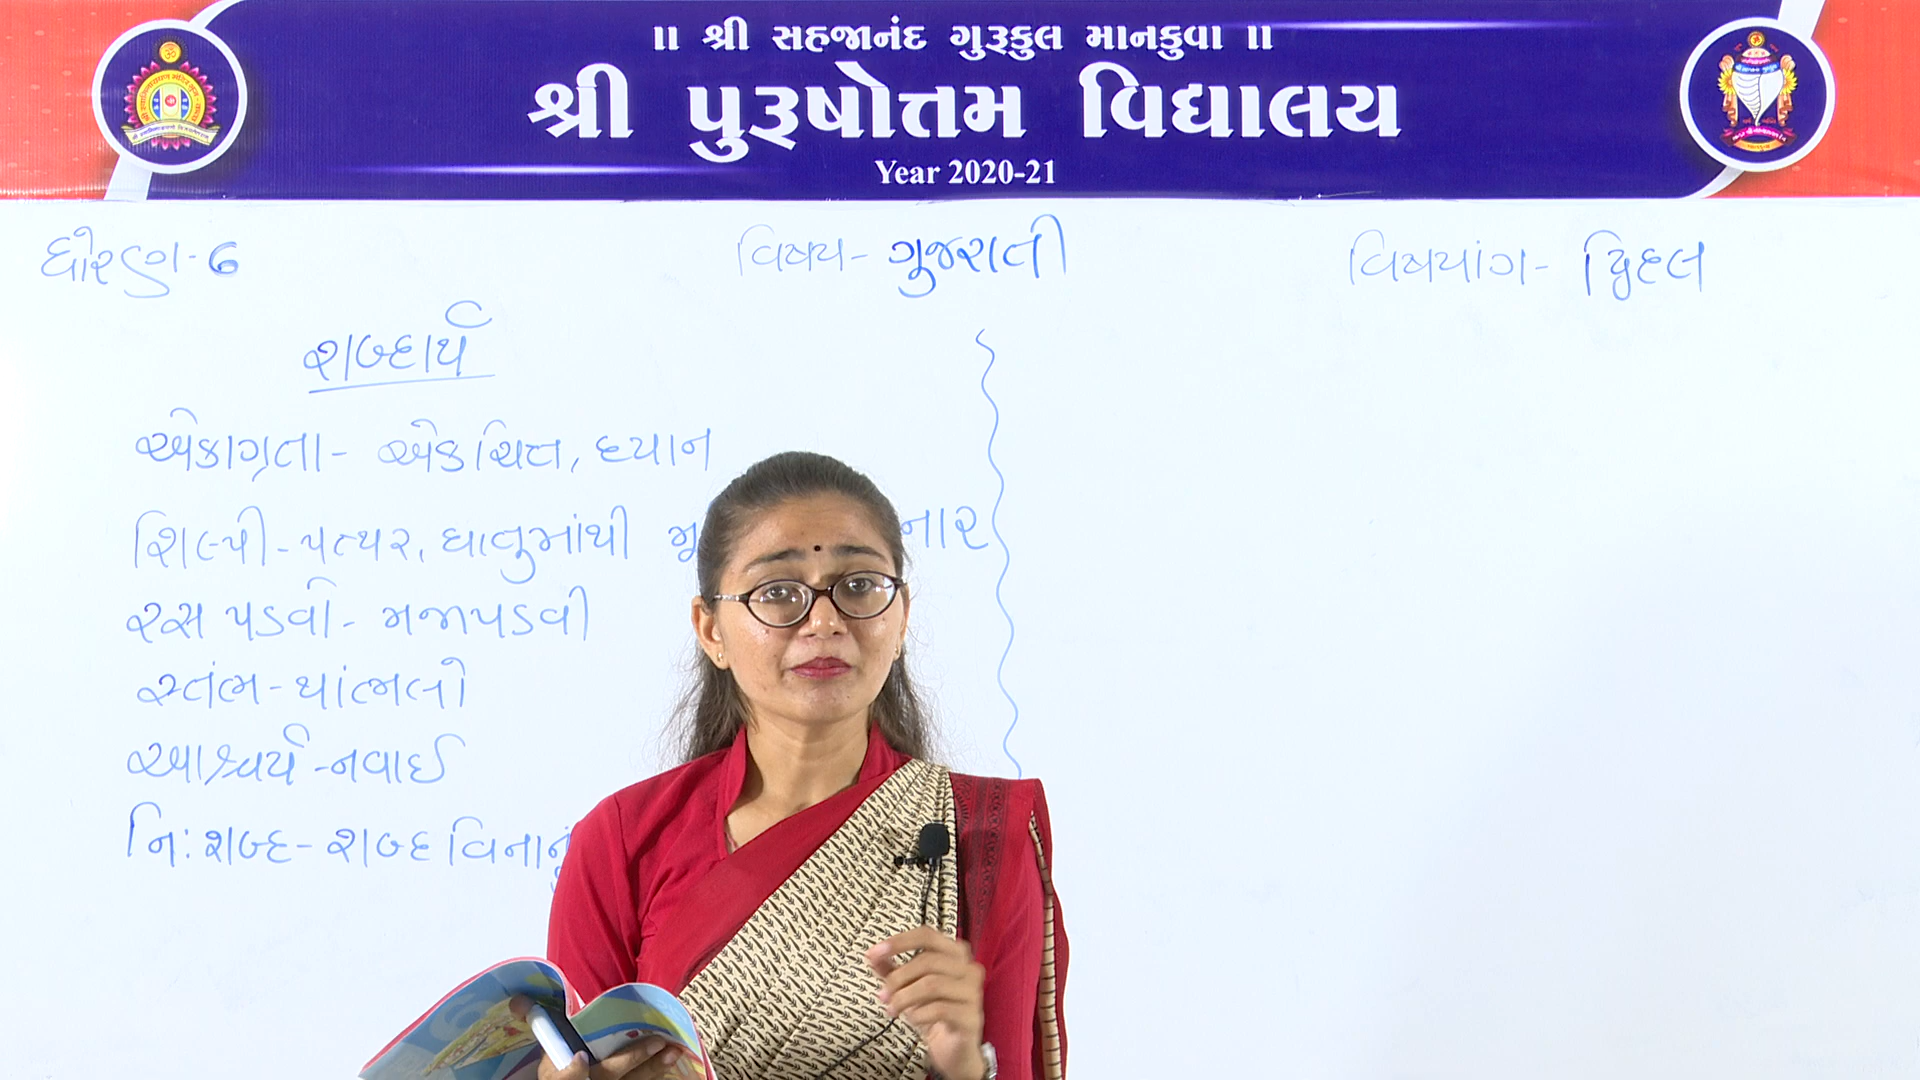 ॥ શ્રી સહજાનંદ ગુરૂકુલ માનકુવા ॥
શ્રી પુરૂષોત્તમ વિદ્યાલય
Year 2020-21
ધોરણ-6 વિષય- ગુજરાતી વિષયાંગ- દ્વિદલ
શબ્દાર્થ
એકાગ્રતા- એકચિત્ત, ધ્યાન
શિલ્પી- પત્થર, ધાતુમાંથી નાર
રસ પડવો- મજાપડવી
સ્તંભ-થાંભલો
આશ્ચર્ય-નવાઈ
નિ:શબ્દ-શબ્દ વિનાનું